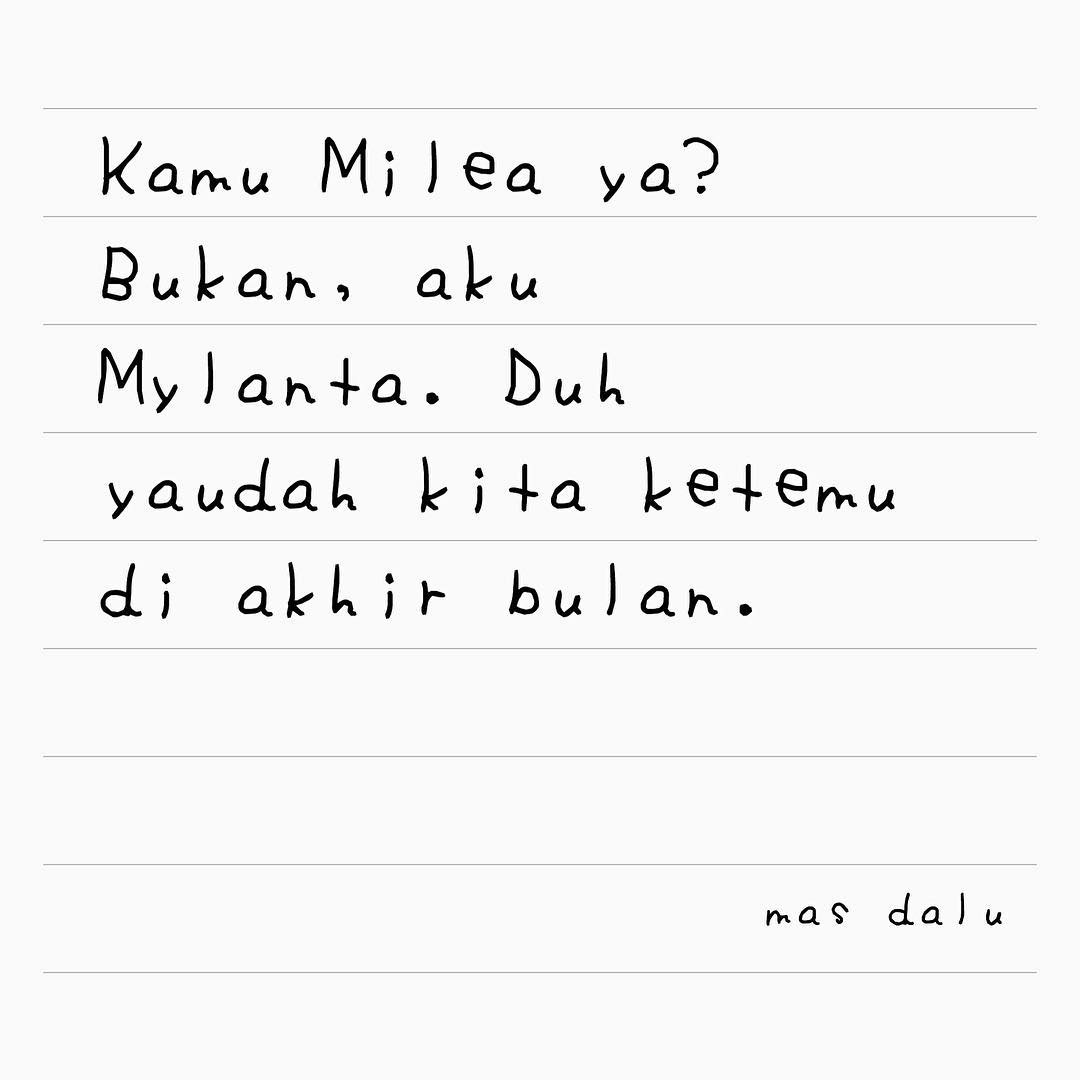 Kamu Milea ya?
Bukan, aku
Mylanta. Duh
yaudah kita ketemu
di akhir bulan.
mas dalu